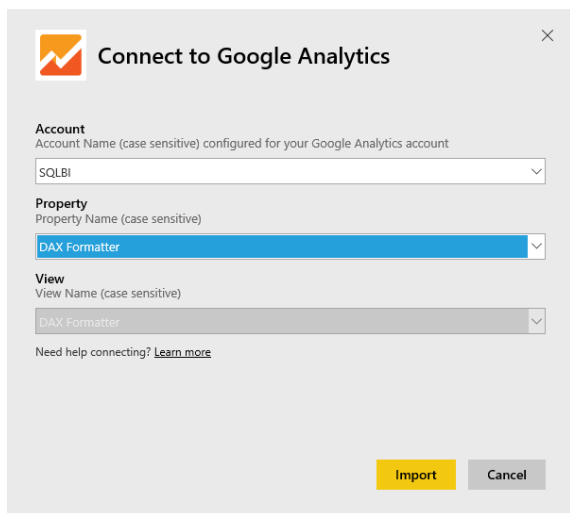 Connect to Google Analytics
Account
Account Name (case sensitive) configured for your Google Analytics account
SQLBI
Property
Property Name (case sensitive)
DAX Formatter
View
View Name (case sensitive)
DAX Formatter
Need help connecting? Learn more
Import Cancel